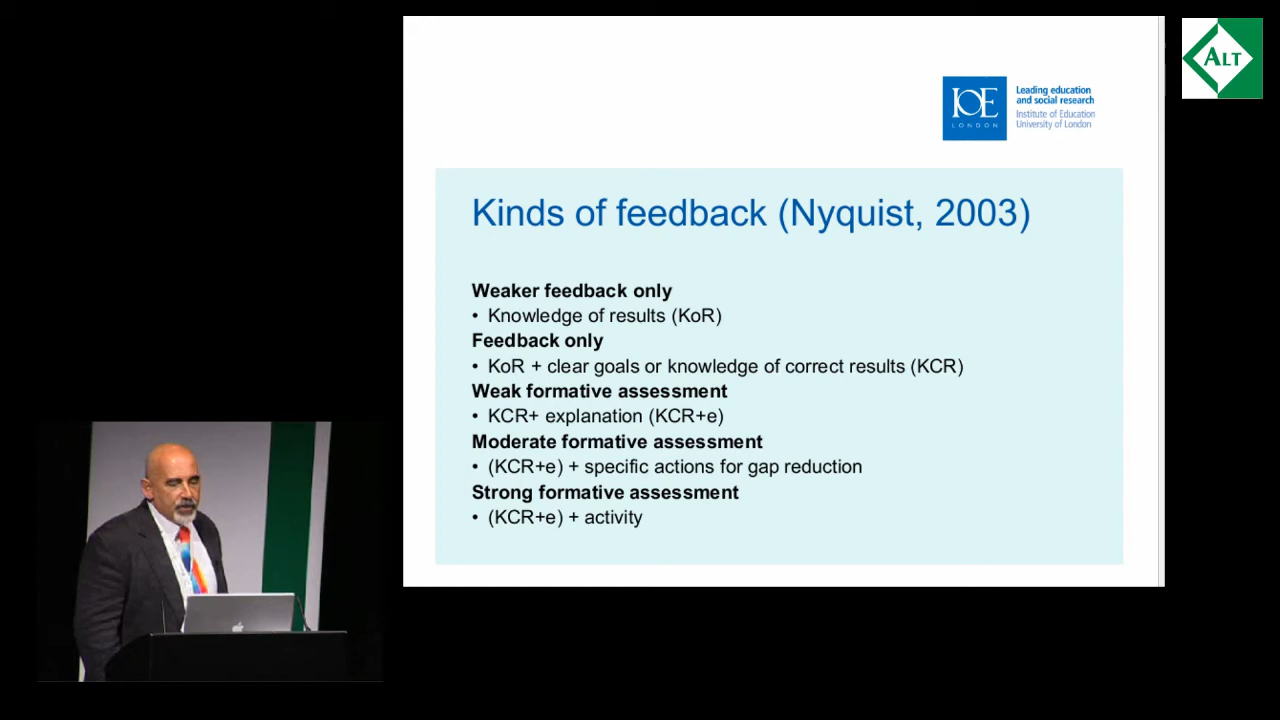 ALT
IOE
LONDON
Leading education
and social research
Institute of Education
University of London
Kinds of feedback (Nyquist, 2003)
Weaker feedback only
• Knowledge of results (KoR)
Feedback only
• KoR + clear goals or knowledge of correct results (KCR)
Weak formative assessment
• KCR+ explanation (KCR+e)
Moderate formative assessment
• (KCR+e) + specific actions for gap reduction
Strong formative assessment
• (KCR+e) + activity